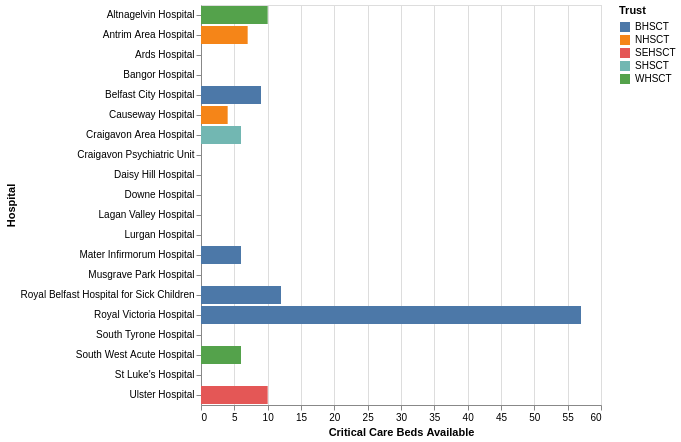 Trust
BHSCT
NHSCT
SEHSCT
SHSCT
WHSCT
Hospital
Altnagelvin Hospital
Antrim Area Hospital
Ards Hospital
Bangor Hospital
Belfast City Hospital
Causeway Hospital
Craigavon Area Hospital
Craigavon Psychiatric Unit
Daisy Hill Hospital
Downe Hospital
Lagan Valley Hospital
Lurgan Hospital
Mater Infirmorum Hospital
Musgrave Park Hospital
Royal Belfast Hospital for Sick Children
Royal Victoria Hospital
South Tyrone Hospital
South West Acute Hospital
St Luke's Hospital
Ulster Hospital
0 5 10 15 20 25 30 35 40 45 50 55 60
Critical Care Beds Available